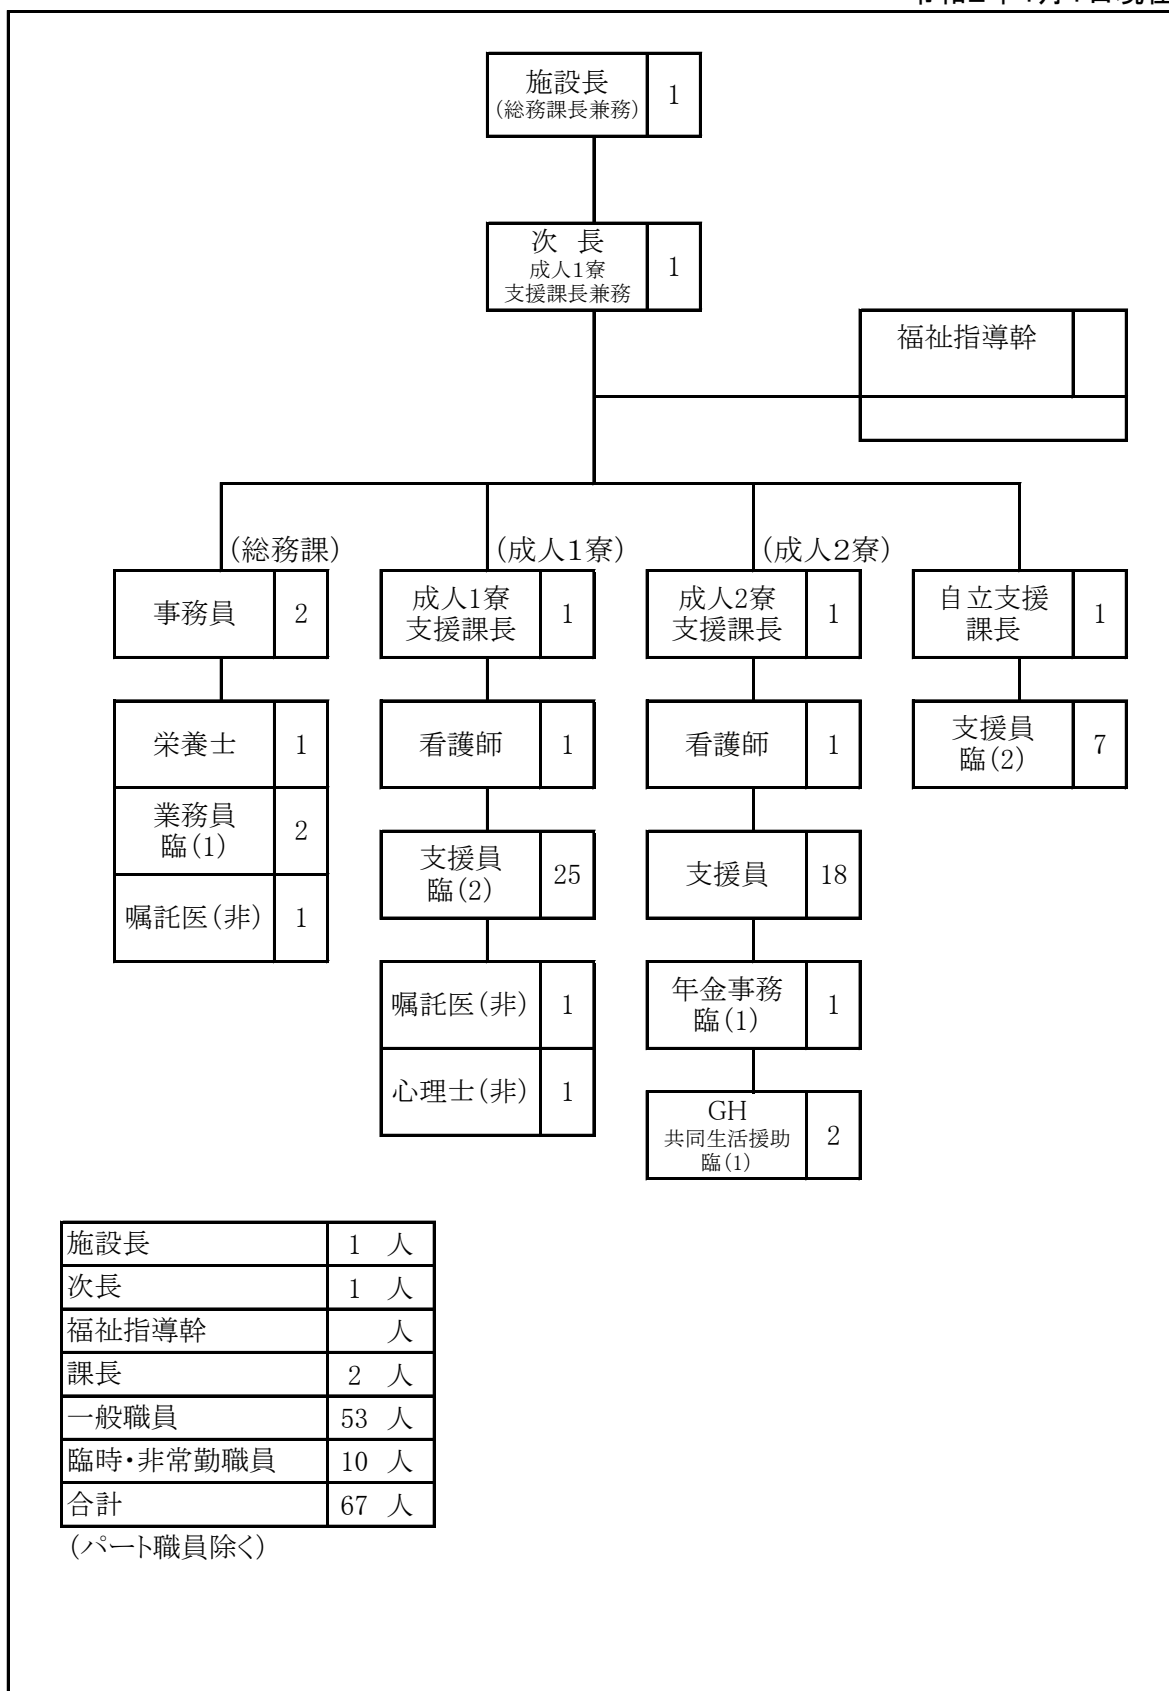 施設長
(総務課長兼務)
1
次 長
成人1寮
支援課長兼務
1
福祉指導幹
(総務課)
(成人1寮)
(成人2寮)
事務員
2
成人1寮
支援課長
1
成人2寮
支援課長
1
自立支援
課長
1
栄養士
1
看護師
1
看護師
1
支援員
臨(2)
7
業務員
臨(1)
2
支援員
臨(2)
25
支援員
18
嘱託医(非)
1
嘱託医(非)
1
年金事務
臨(1)
1
心理士(非)
1
GH
共同生活援助
臨(1)
2
施設長 1 人
次長 1 人
福祉指導幹 人
課長 2 人
一般職員 53 人
臨時・非常勤職員 10 人
合計 67 人
(パート職員除く)